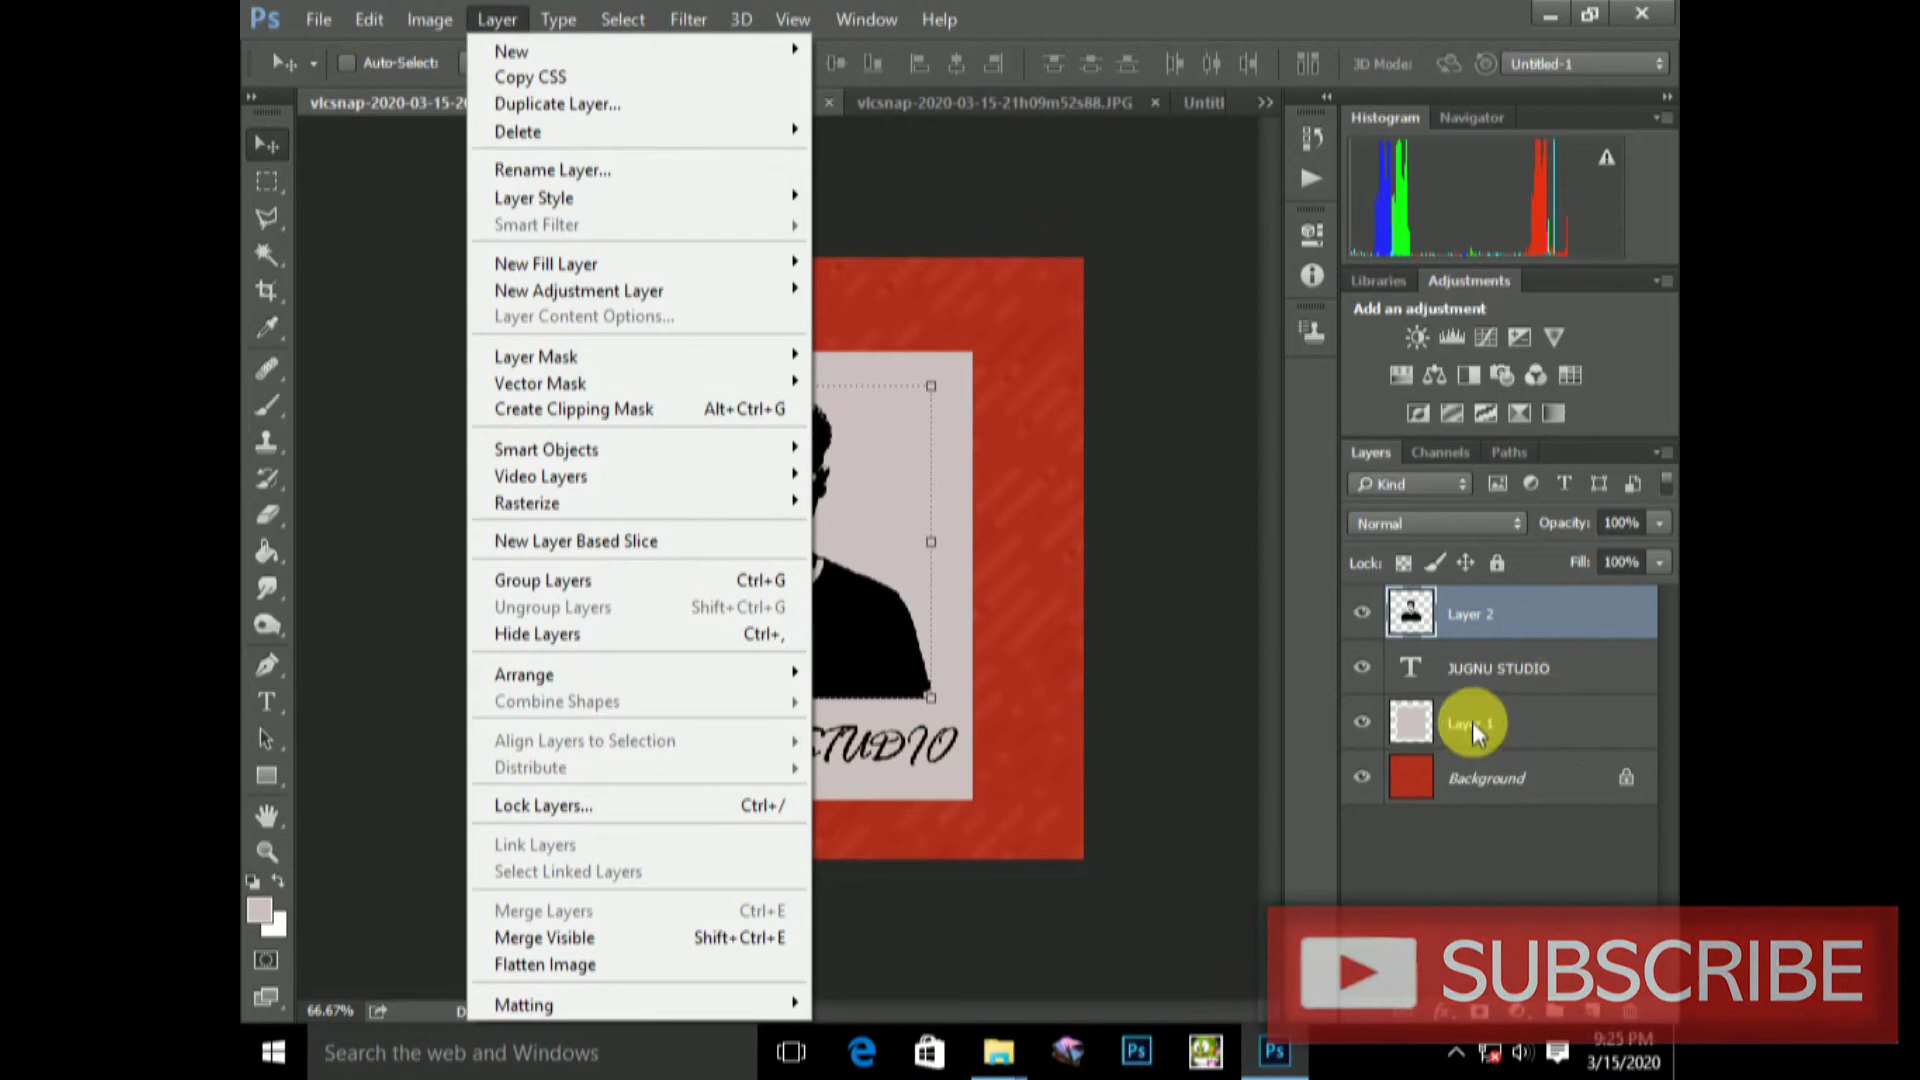 Ps File Edit Image Layer Type Select Filter 3D View Window Help
Auto-Select: 3D Mode: Untitled-1
vlcsnap-2020-03-15-20 vlcsnap-2020-03-15-21h09m52s88.JPG Untitl
New
Copy CSS
Duplicate Layer...
Delete
Rename Layer...
Layer Style
Smart Filter
New Fill Layer
New Adjustment Layer
Layer Content Options...
Layer Mask
Vector Mask
Create Clipping Mask Alt+Ctrl+G
Smart Objects
Video Layers
Rasterize
New Layer Based Slice
Group Layers Ctrl+G
Ungroup Layers Shift+Ctrl+G
Hide Layers Ctrl+,
Arrange
Combine Shapes
Align Layers to Selection
Distribute
Lock Layers... Ctrl+/
Link Layers
Select Linked Layers
Merge Layers Ctrl+E
Merge Visible Shift+Ctrl+E
Flatten Image
Matting
STUDIO
Histogram Navigator
Libraries Adjustments
Add an adjustment
Layers Channels Paths
Kind
Normal Opacity: 100%
Lock: Fill: 100%
Layer 2
T JUGNU STUDIO
Layer 1
Background
SUBSCRIBE
66.67% D
Search the web and Windows
Ps Ps
9:25 PM
3/15/2020